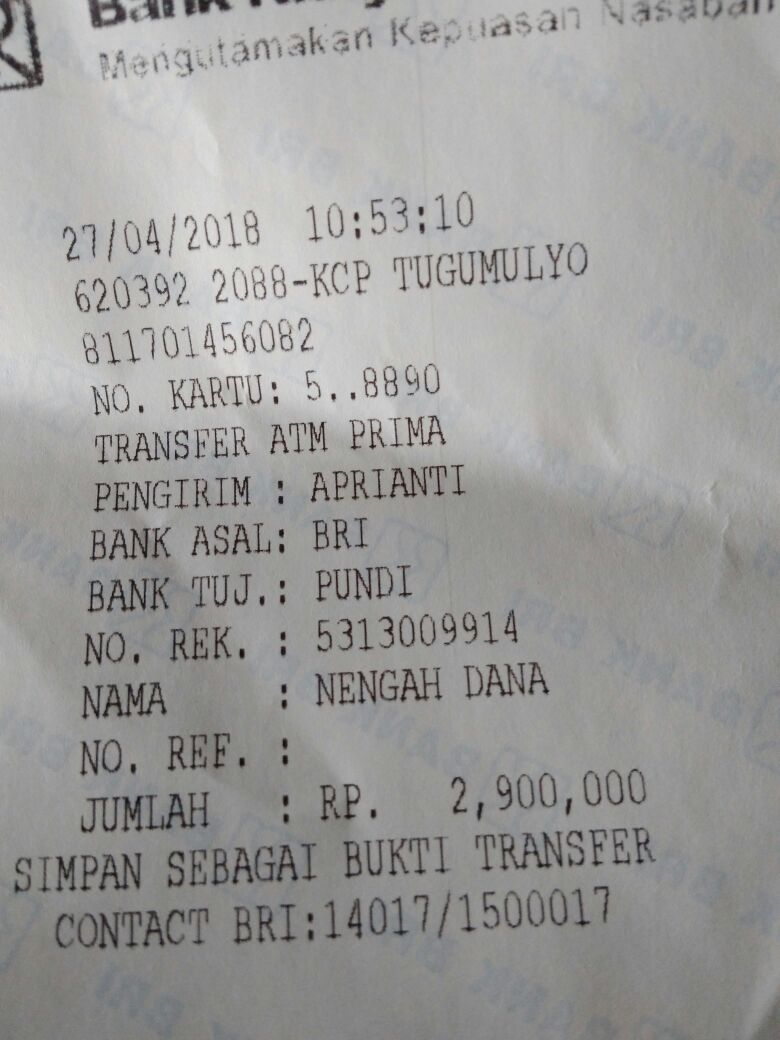 Bank
Mengutamakan Kepuasan Nasabah
27/04/2018 10:53:10
620392 2088-KCP TUGUMULYO
811701456082
NO. KARTU: 5..8890
TRANSFER ATM PRIMA
PENGIRIM : APRIANTI
BANK ASAL: BRI
BANK TUJ.: PUNDI
NO. REK. : 5313009914
NAMA : NENGAH DANA
NO. REF. :
JUMLAH : RP. 2,900,000
SIMPAN SEBAGAI BUKTI TRANSFER
CONTACT BRI:14017/1500017